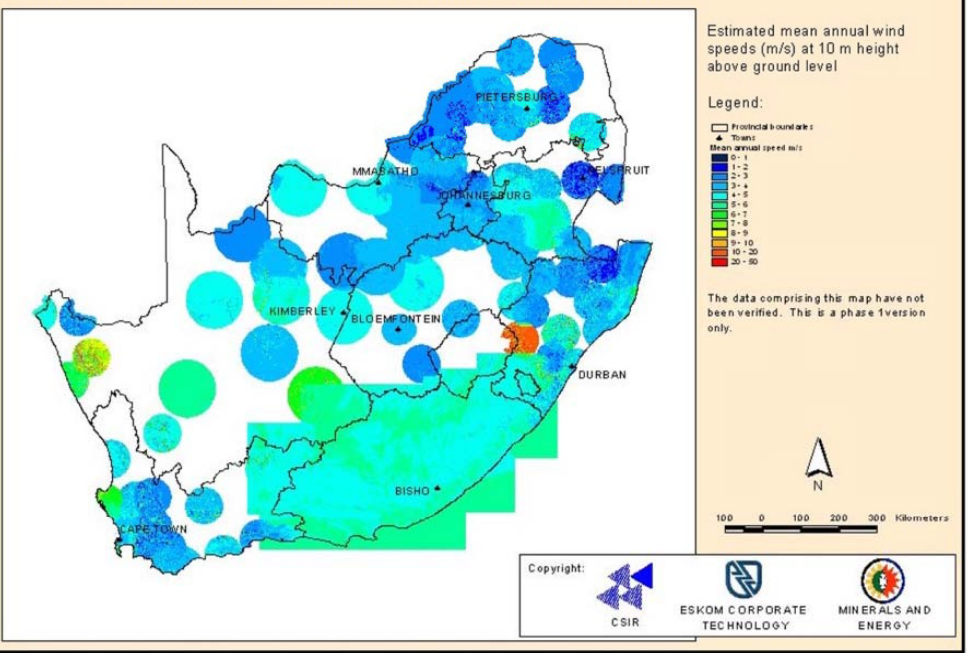 Estimated mean annual wind
speeds (m/s) at 10 m height
above ground level
Legend:
Provincial boundaries
Towns
Mean annual speed m/s
0 - 1
1 - 2
2 - 3
3 - 4
4 - 5
5 - 6
6 - 7
7 - 8
8 - 9
9 - 10
10 - 20
20 - 50
The data comprising this map have not
been verified. This is a phase 1 version
only.
N
100 0 100 200 300 Kilometers
PIETERSBURG
MMABATHO
NELSPRUIT
JOHANNESBURG
KIMBERLEY
BLOEMFONTEIN
DURBAN
BISHO
CAPE TOWN
Copyright:
CSIR
ESKOM CORPORATE
TECHNOLOGY
MINERALS AND
ENERGY